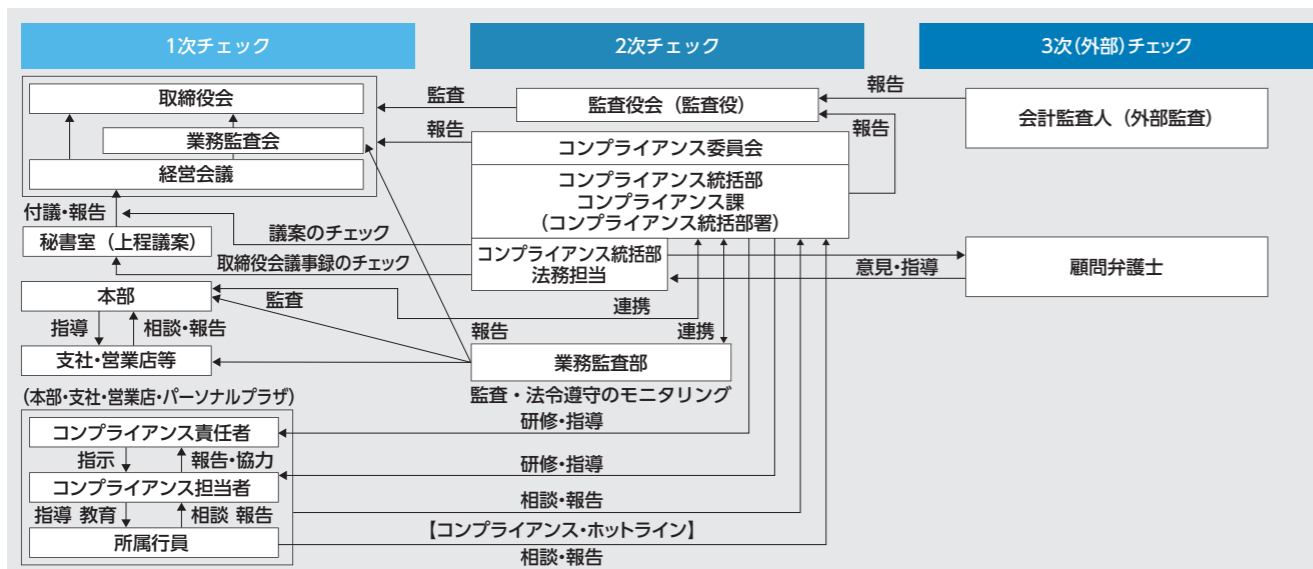 1次チェック
2次チェック
3次（外部）チェック
取締役会
業務監査会
経営会議
監査
報告
監査役会（監査役）
報告
報告
会計監査人（外部監査）
コンプライアンス委員会
コンプライアンス統括部
コンプライアンス課
（コンプライアンス統括部署）
付議・報告
議案のチェック
秘書室（上程議案）
取締役会議事録のチェック
コンプライアンス統括部
法務担当
意見・指導
顧問弁護士
本部
監査
連携
指導
相談・報告
報告
連携
支社・営業店等
業務監査部
監査・法令遵守のモニタリング
（本部・支社・営業店・パーソナルプラザ）
コンプライアンス責任者
研修・指導
指示
報告・協力
研修・指導
コンプライアンス担当者
相談・報告
指導 教育
相談 報告
【コンプライアンス・ホットライン】
所属行員
相談・報告